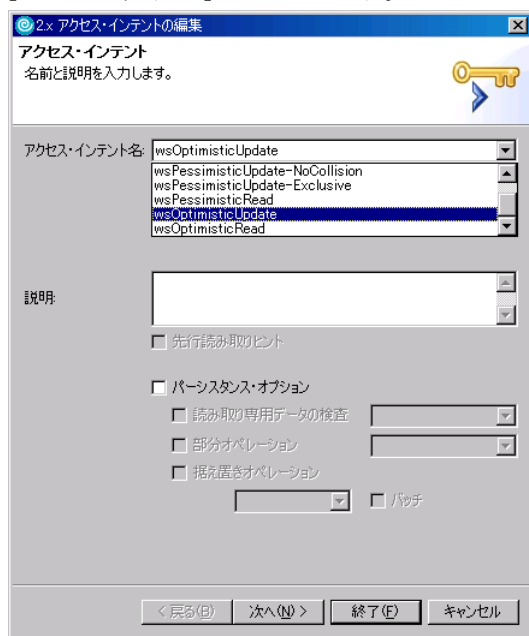 2.x アクセス・インテントの編集
アクセス・インテント
名前と説明を入力します。
アクセス・インテント名: wsOptimisticUpdate
wsPessimisticUpdate-NoCollision
wsPessimisticUpdate-Exclusive
wsPessimisticRead
wsOptimisticUpdate
wsOptimisticRead
説明:
先行読み取りヒント
パーシスタンス・オプション
読み取り専用データの検査
部分オペレーション
据え置きオペレーション
バッチ
< 戻る(B) 次へ(N) > 終了(F) キャンセル